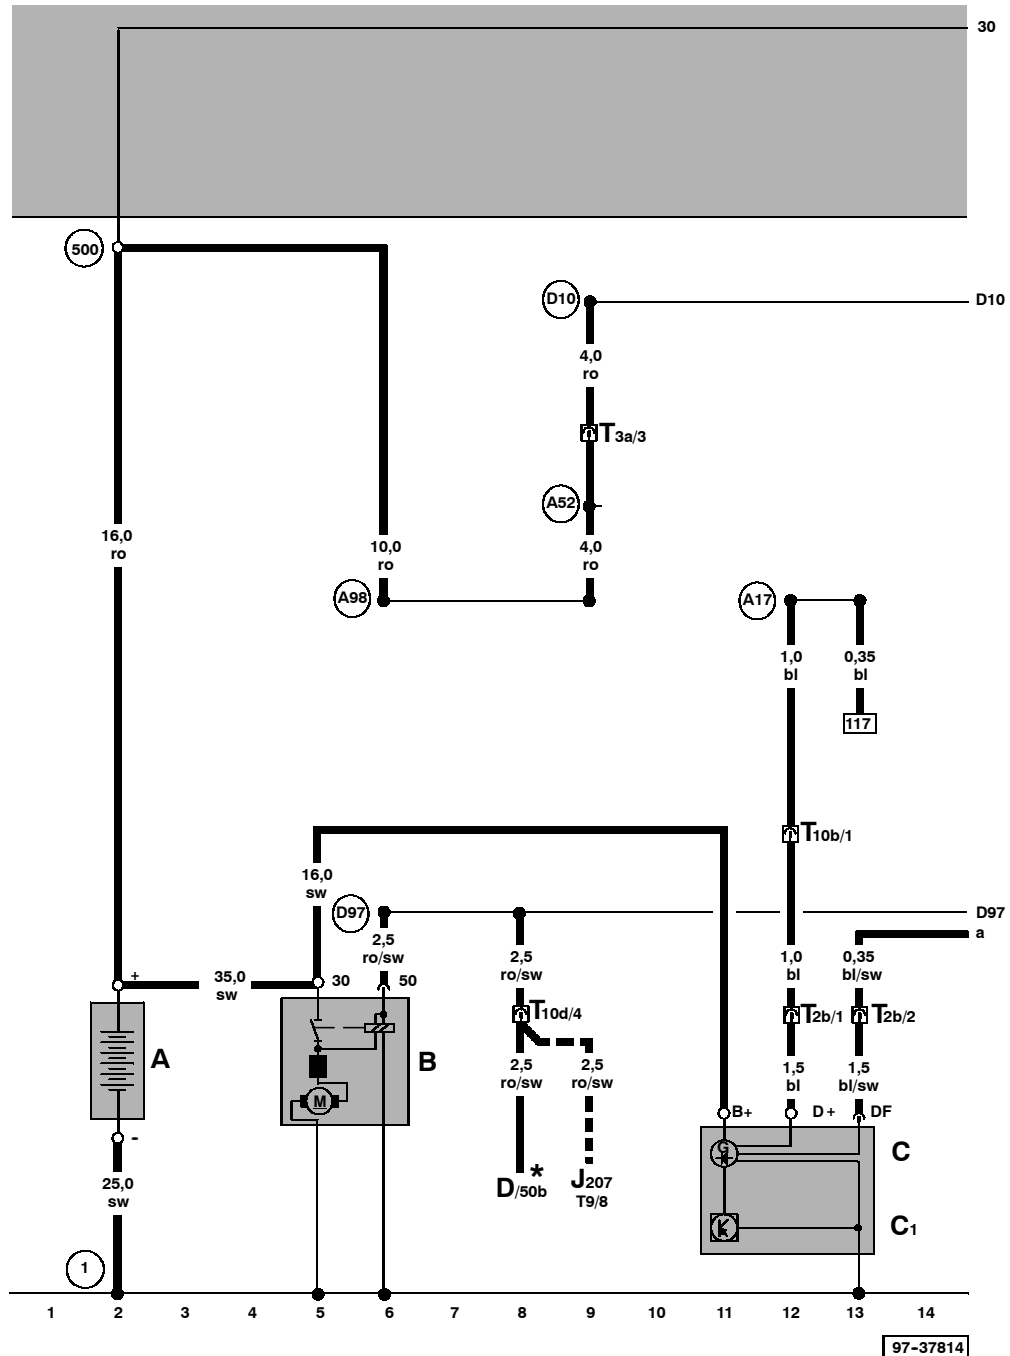 30
500
D10
D10
4,0
ro
T3a/3
A52
16,0
ro
10,0
ro
4,0
ro
A98
A17
1,0
bl
0,35
bl
117
T10b/1
16,0
sw
D97
D97
a
2,5
ro/sw
2,5
ro/sw
1,0
bl
0,35
bl/sw
+
35,0
sw
30
50
T10d/4
T2b/1
T2b/2
A
B
M
2,5
ro/sw
2,5
ro/sw
1,5
bl
1,5
bl/sw
B+
D+
DF
-
G
C
25,0
sw
D/50b
*
J207
T9/8
C1
1
1 2 3 4 5 6 7 8 9 10 11 12 13 14
97-37814